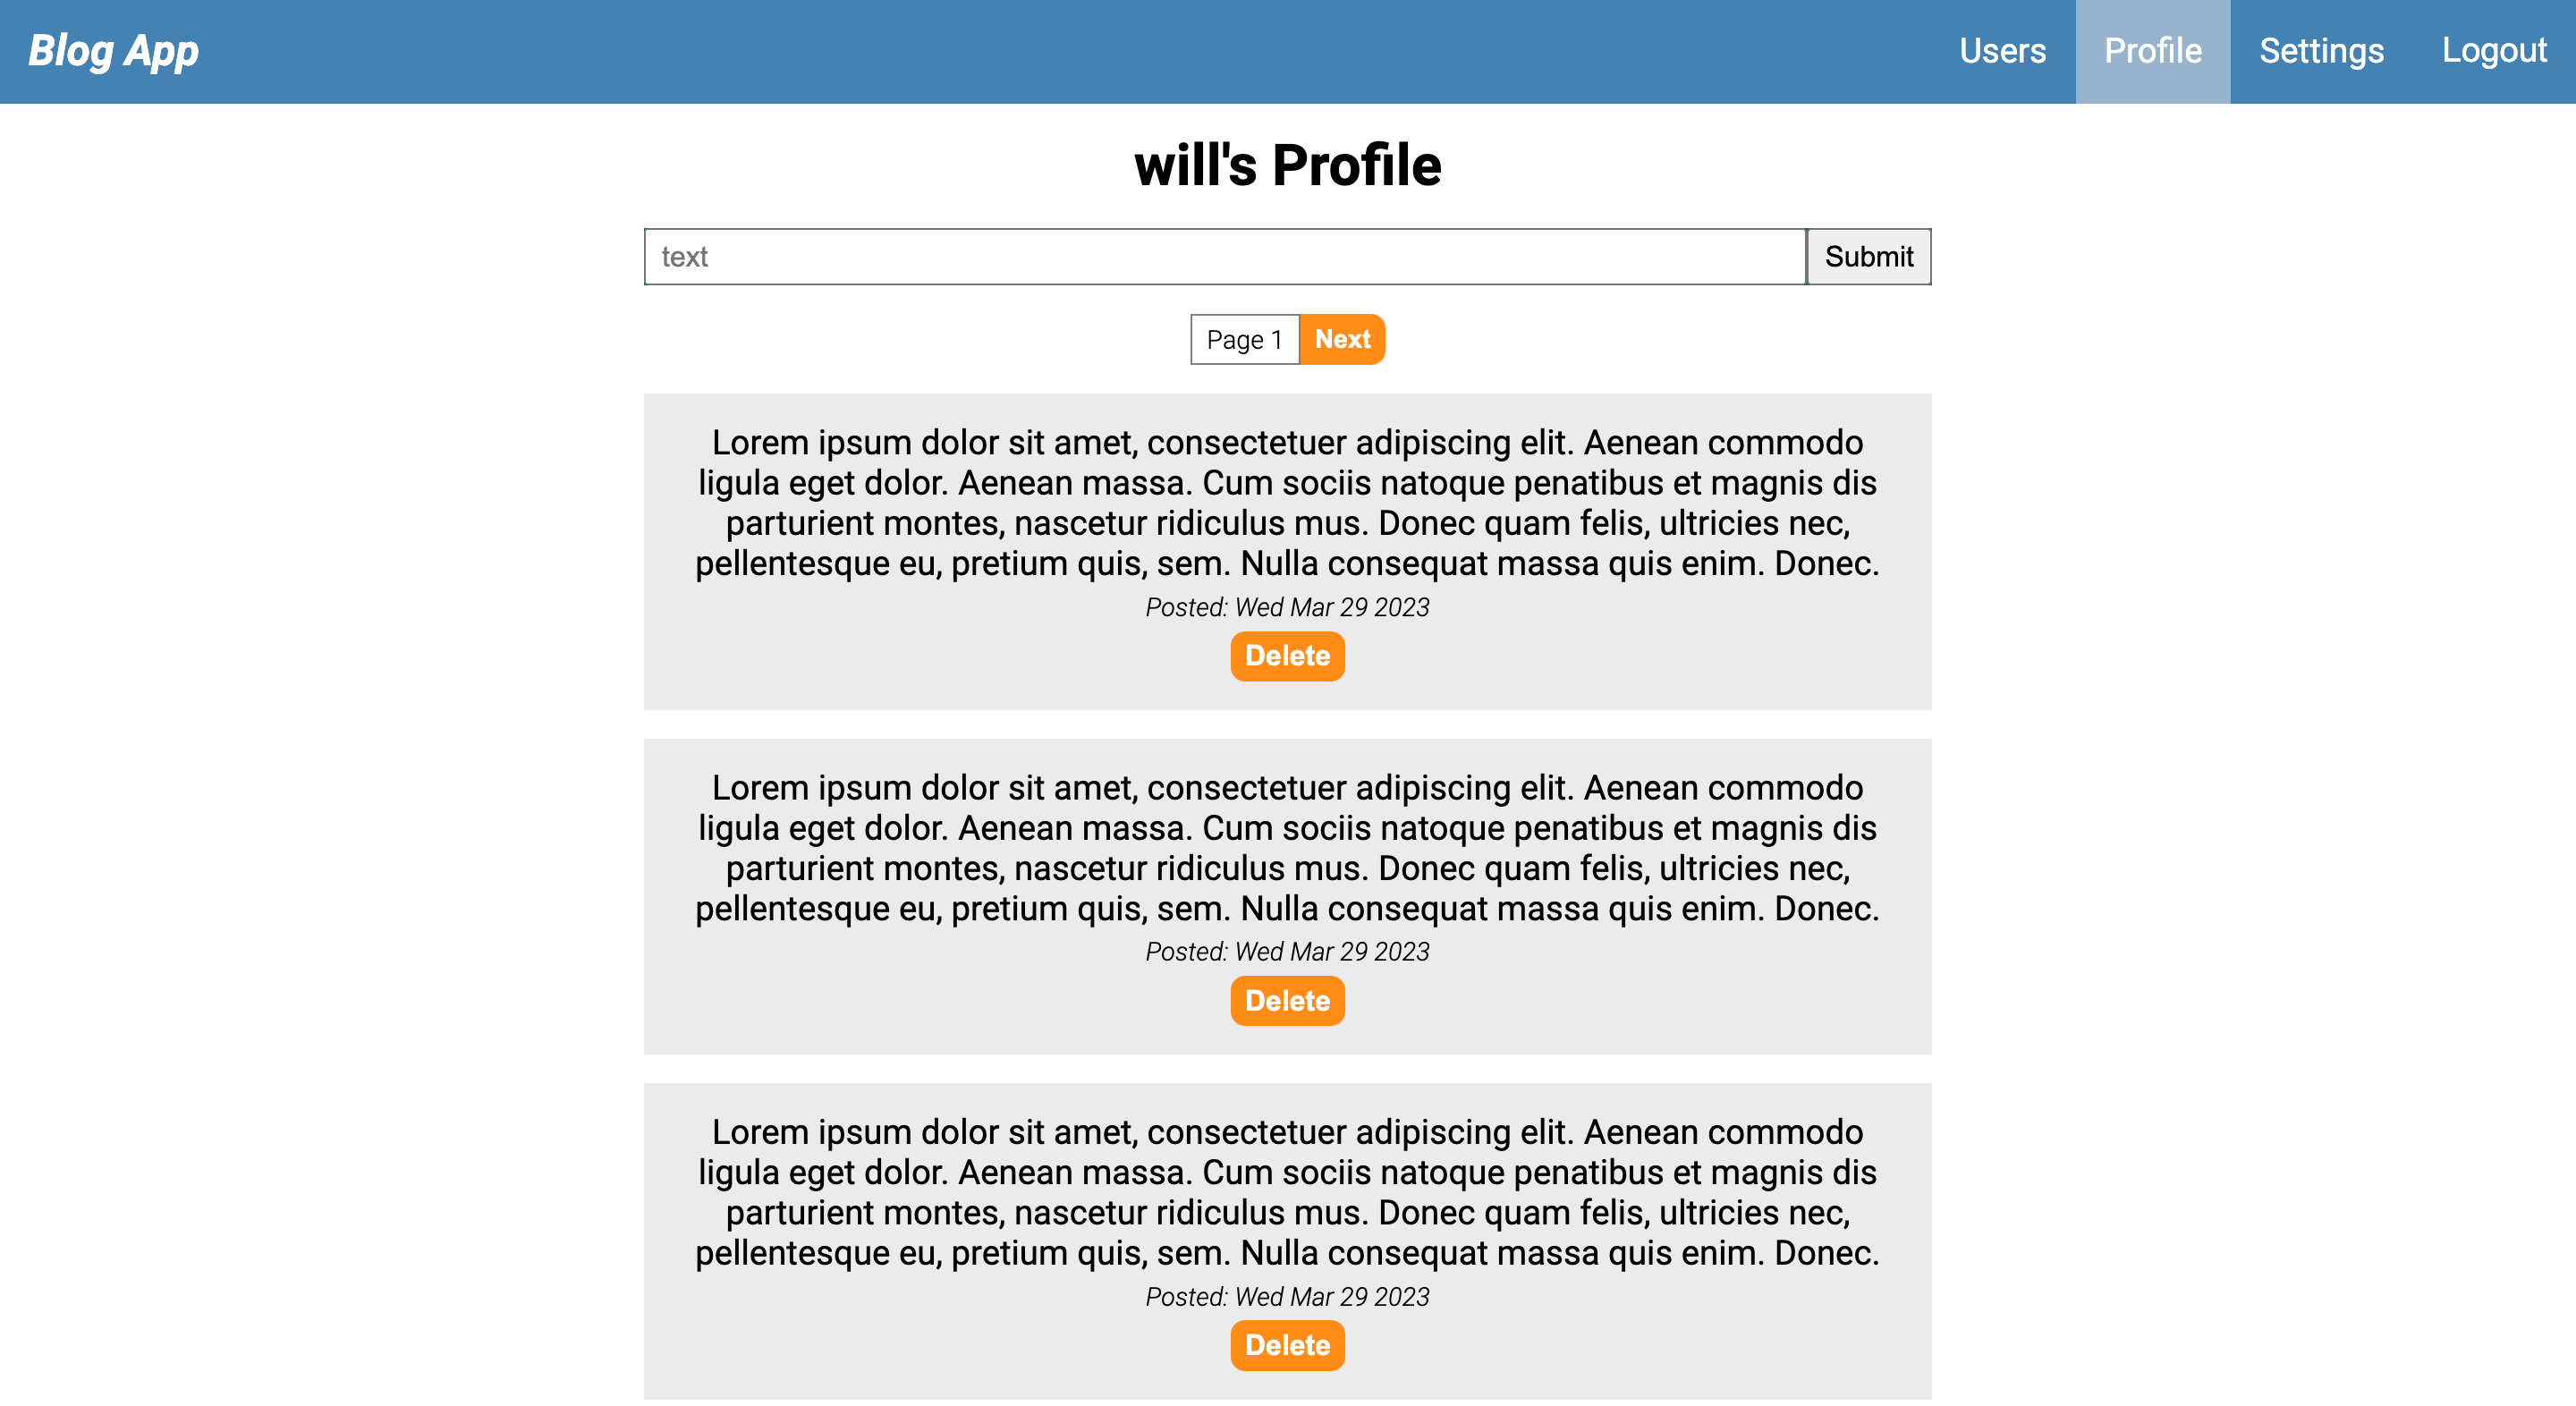 Blog App
Users
Profile
Settings
Logout
will's Profile
text
Submit
Page 1
Next
Lorem ipsum dolor sit amet, consectetuer adipiscing elit. Aenean commodo
ligula eget dolor. Aenean massa. Cum sociis natoque penatibus et magnis dis
parturient montes, nascetur ridiculus mus. Donec quam felis, ultricies nec,
pellentesque eu, pretium quis, sem. Nulla consequat massa quis enim. Donec.
Posted: Wed Mar 29 2023
Delete
Lorem ipsum dolor sit amet, consectetuer adipiscing elit. Aenean commodo
ligula eget dolor. Aenean massa. Cum sociis natoque penatibus et magnis dis
parturient montes, nascetur ridiculus mus. Donec quam felis, ultricies nec,
pellentesque eu, pretium quis, sem. Nulla consequat massa quis enim. Donec.
Posted: Wed Mar 29 2023
Delete
Lorem ipsum dolor sit amet, consectetuer adipiscing elit. Aenean commodo
ligula eget dolor. Aenean massa. Cum sociis natoque penatibus et magnis dis
parturient montes, nascetur ridiculus mus. Donec quam felis, ultricies nec,
pellentesque eu, pretium quis, sem. Nulla consequat massa quis enim. Donec.
Posted: Wed Mar 29 2023
Delete